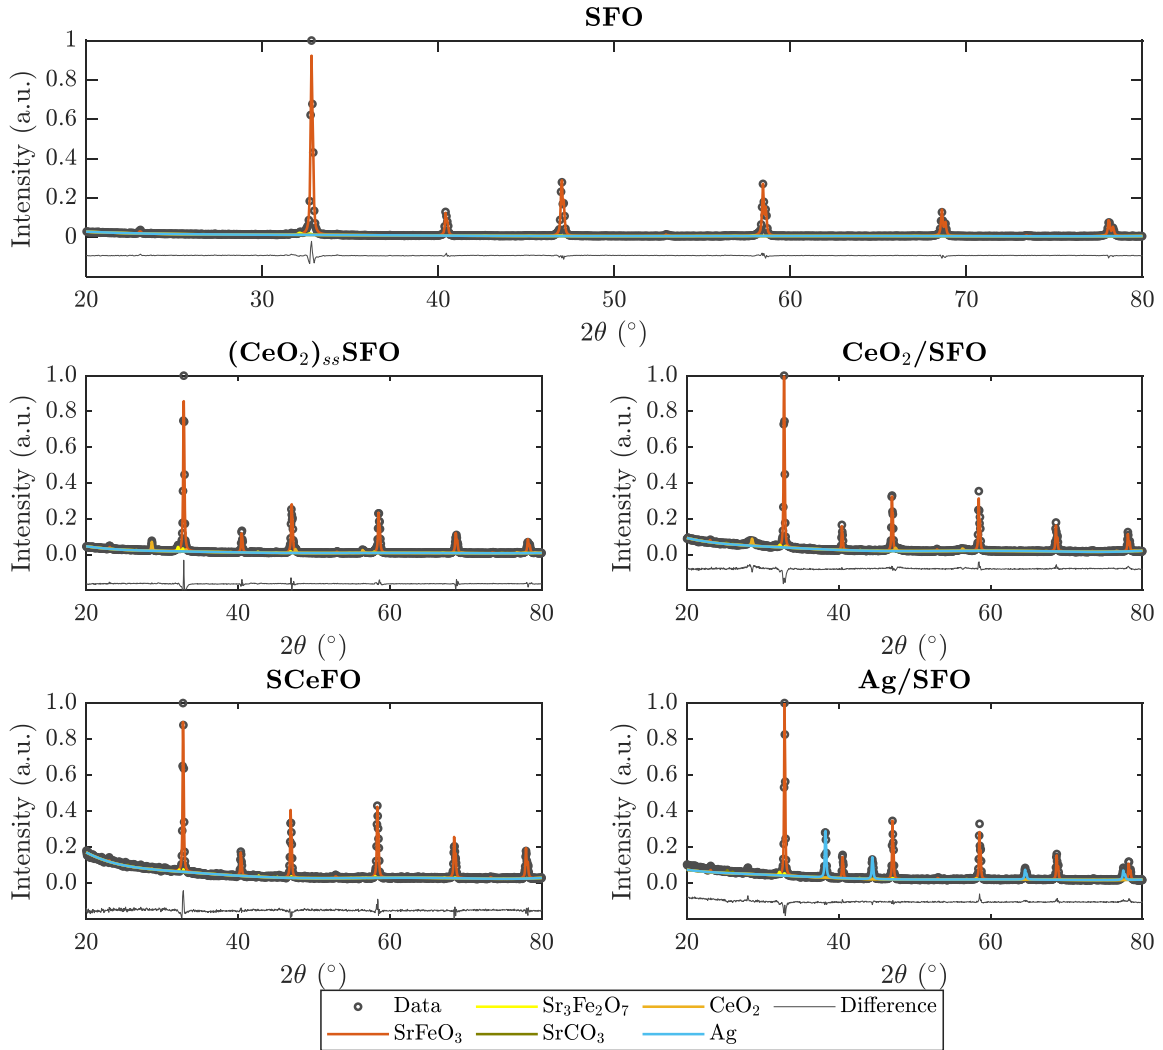 SFO
Intensity (a.u.)
1
0.8
0.6
0.4
0.2
0
20 30 40 50 60 70 80
2θ (°)
(CeO₂)ₛₛSFO
Intensity (a.u.)
1.0
0.8
0.6
0.4
0.2
0.0
20 40 60 80
2θ (°)
CeO₂/SFO
Intensity (a.u.)
1.0
0.8
0.6
0.4
0.2
0.0
20 40 60 80
2θ (°)
SCeFO
Intensity (a.u.)
1.0
0.8
0.6
0.4
0.2
0.0
20 40 60 80
2θ (°)
Ag/SFO
Intensity (a.u.)
1.0
0.8
0.6
0.4
0.2
0.0
20 40 60 80
2θ (°)
Data Sr₃Fe₂O₇ CeO₂ Difference
SrFeO₃ SrCO₃ Ag